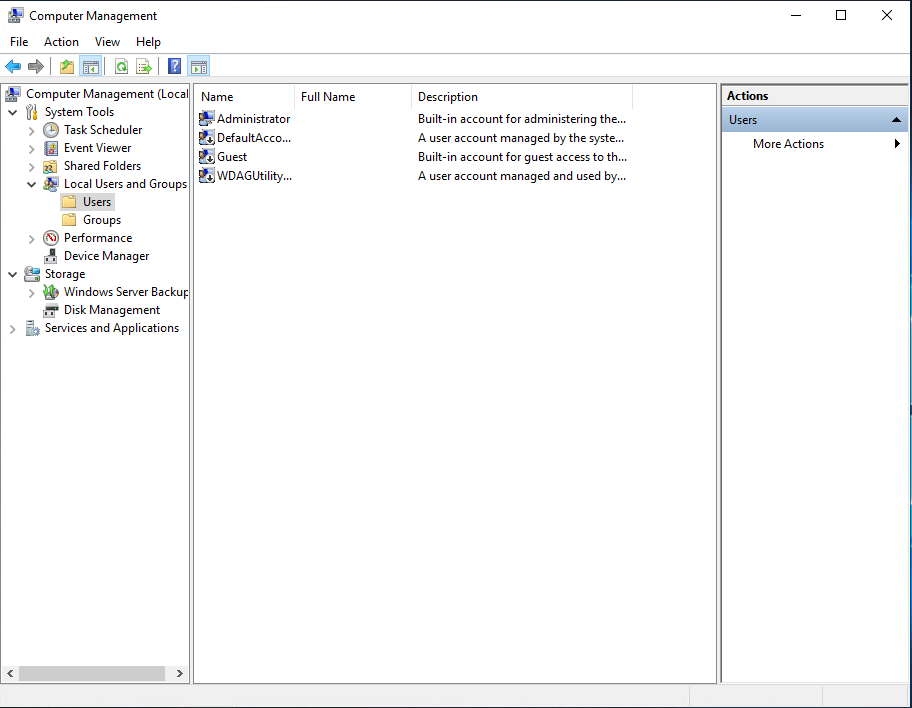 Computer Management
File Action View Help
Computer Management (Local
System Tools
Task Scheduler
Event Viewer
Shared Folders
Local Users and Groups
Users
Groups
Performance
Device Manager
Storage
Windows Server Backup
Disk Management
Services and Applications
Name Full Name Description
Administrator Built-in account for administering the...
DefaultAcco... A user account managed by the syste...
Guest Built-in account for guest access to th...
WDAGUtility... A user account managed and used by...
Actions
Users
More Actions